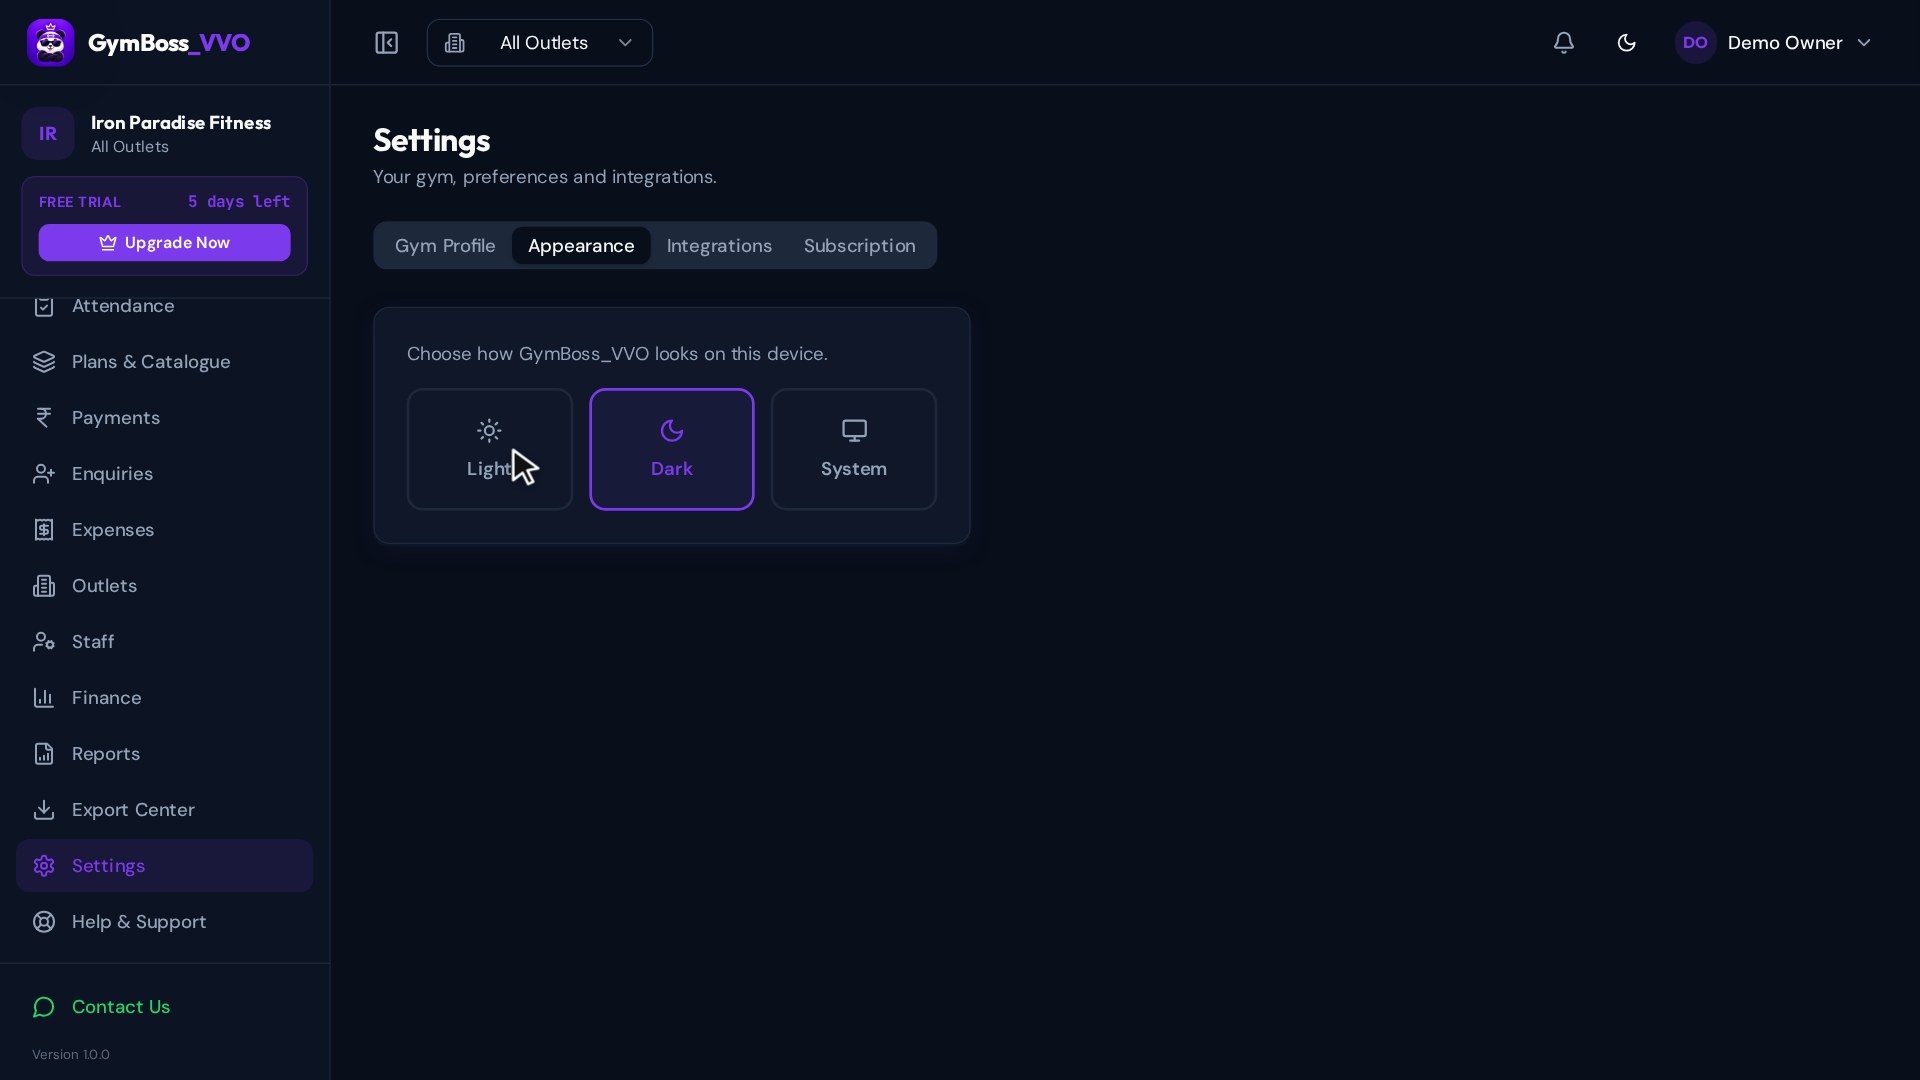 GymBoss_VVO
All Outlets
DO
Demo Owner
IR
Iron Paradise Fitness
All Outlets
FREE TRIAL
5 days left
Upgrade Now
Attendance
Plans & Catalogue
Payments
Enquiries
Expenses
Outlets
Staff
Finance
Reports
Export Center
Settings
Help & Support
Contact Us
Version 1.0.0
Settings
Your gym, preferences and integrations.
Gym Profile
Appearance
Integrations
Subscription
Choose how GymBoss_VVO looks on this device.
Light
Dark
System